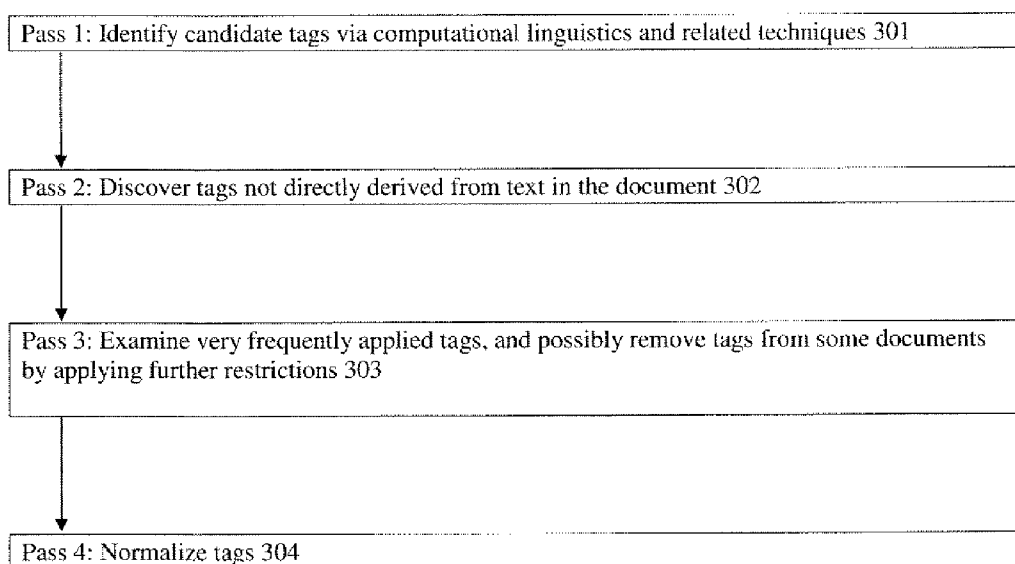 Pass 1: Identify candidate tags via computational linguistics and related techniques 301
Pass 2: Discover tags not directly derived from text in the document 302
Pass 3: Examine very frequently applied tags, and possibly remove tags from some documents
by applying further restrictions 303
Pass 4: Normalize tags 304